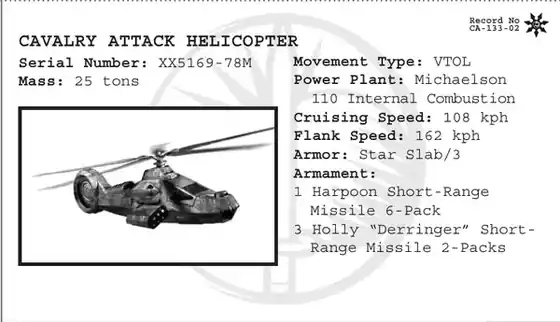 Record No
CA-133-02
CAVALRY ATTACK HELICOPTER
Serial Number: XX5169-78M
Mass: 25 tons
Movement Type: VTOL
Power Plant: Michaelson
110 Internal Combustion
Cruising Speed: 108 kph
Flank Speed: 162 kph
Armor: Star Slab/3
Armament:
1 Harpoon Short-Range
Missile 6-Pack
3 Holly “Derringer” Short-
Range Missile 2-Packs